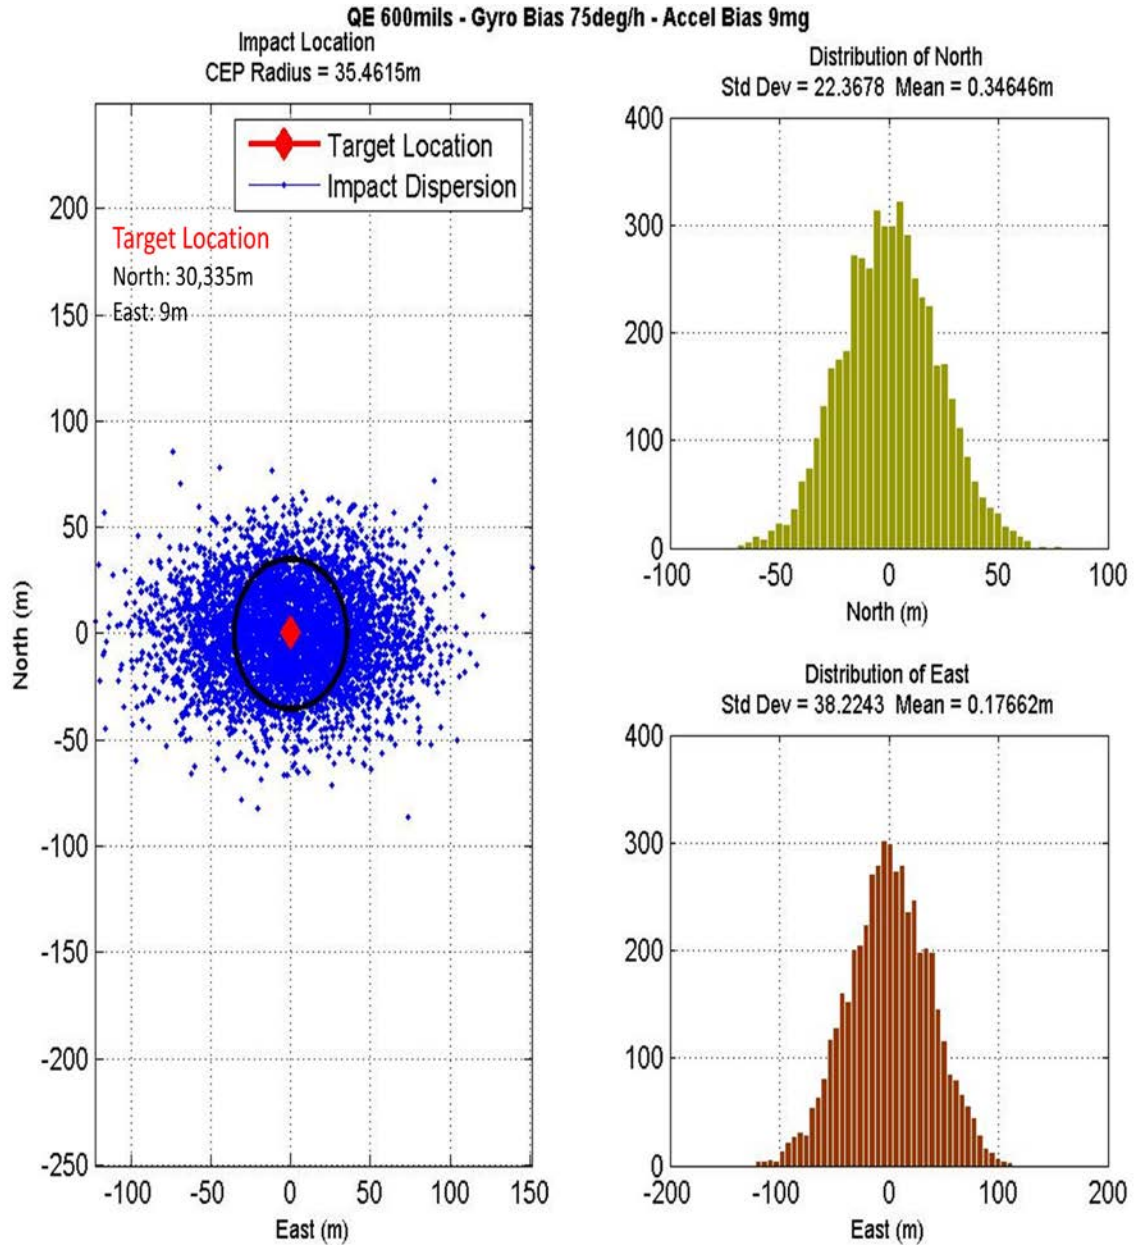 QE 600mils - Gyro Bias 75deg/h - Accel Bias 9mg
Impact Location
CEP Radius = 35.4615m
Target Location
Impact Dispersion
Target Location
North: 30,335m
East: 9m
200
150
100
50
0
-50
-100
-150
-200
-250
North (m)
-100 -50 0 50 100 150
East (m)
Distribution of North
Std Dev = 22.3678 Mean = 0.34646m
400
300
200
100
0
-100 -50 0 50 100
North (m)
Distribution of East
Std Dev = 38.2243 Mean = 0.17662m
400
300
200
100
0
-200 -100 0 100 200
East (m)